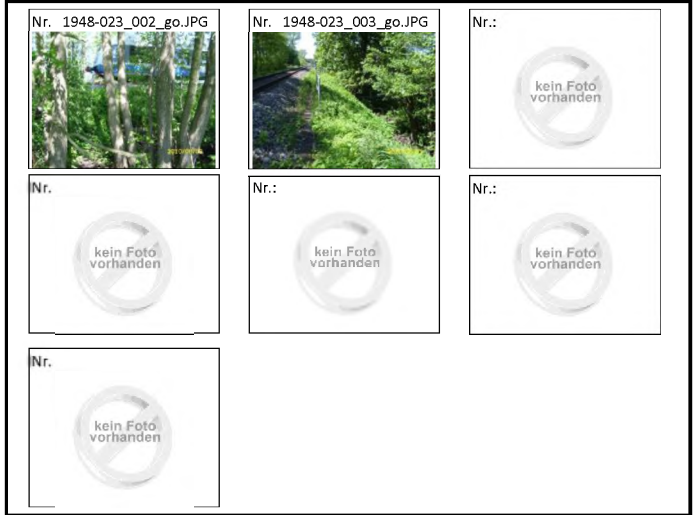 Nr. 1948-023_002_go.JPG
Nr. 1948-023_003_go.JPG
Nr.:
kein Foto
vorhanden
Nr.
kein Foto
vorhanden
Nr.:
kein Foto
vorhanden
Nr.:
kein Foto
vorhanden
Nr.
kein Foto
vorhanden